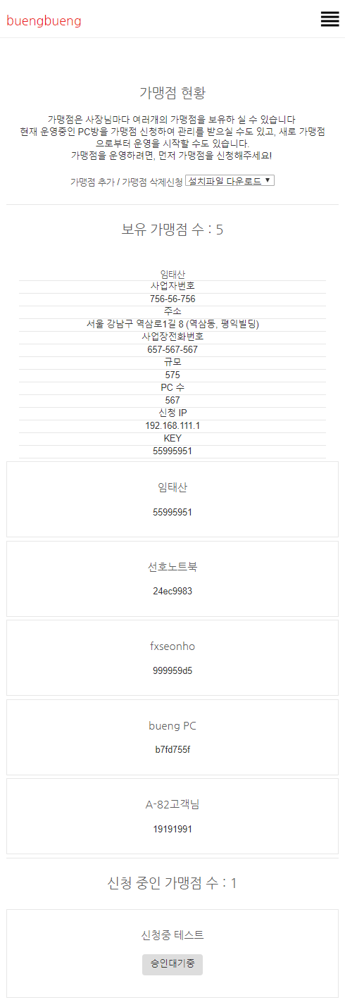 buengbueng
가맹점 현황
가맹점은 사장님마다 여러개의 가맹점을 보유하 실 수 있습니다
현재 운영중인 PC방을 가맹점 신청하여 관리를 받으실 수도 있고, 새로 가맹점
으로부터 운영을 시작할 수도 있습니다.
가맹점을 운영하려면, 먼저 가맹점을 신청해주세요!
가맹점 추가 / 가맹점 삭제신청 설치파일 다운로드 ▼
보유 가맹점 수 : 5
임태산
사업자번호
756-56-756
주소
서울 강남구 역삼로1길 8 (역삼동, 평익빌딩)
사업장전화번호
657-567-567
규모
575
PC 수
567
신청 IP
192.168.111.1
KEY
55995951
임태산
55995951
선호노트북
24ec9983
fxseonho
999959d5
bueng PC
b7fd755f
A-82고객님
19191991
신청 중인 가맹점 수 : 1
신청중 테스트
승인대기중